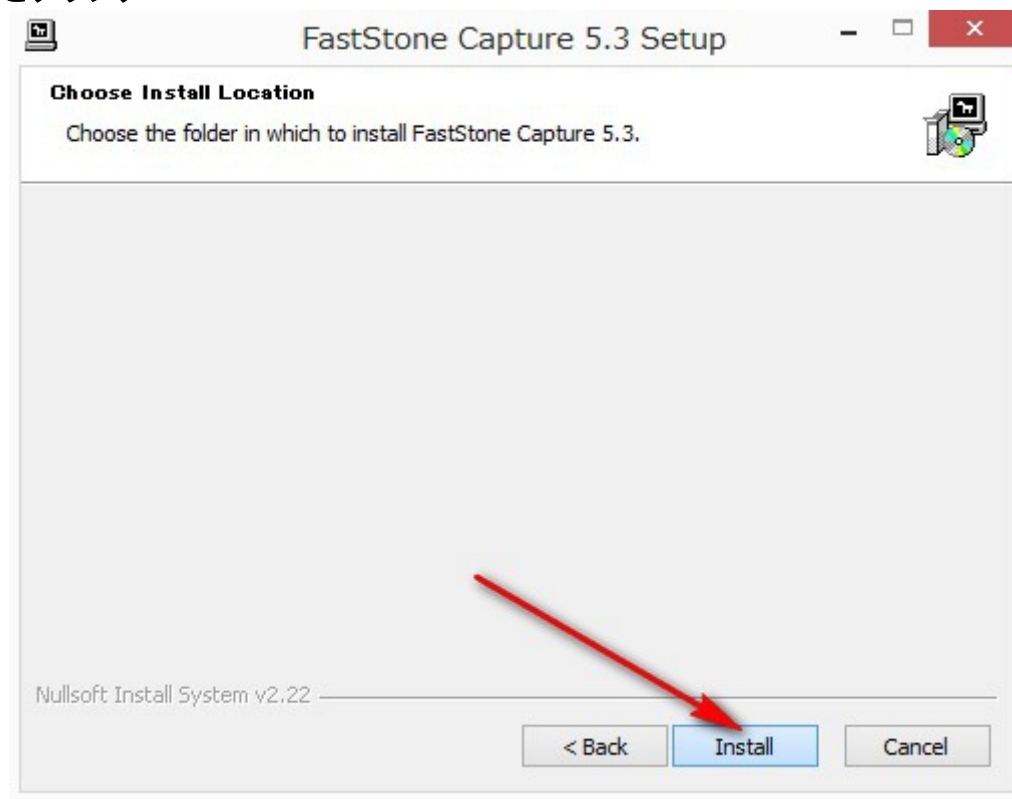 FastStone Capture 5.3 Setup
Choose Install Location
Choose the folder in which to install FastStone Capture 5.3.
Nullsoft Install System v2.22
< Back Install Cancel